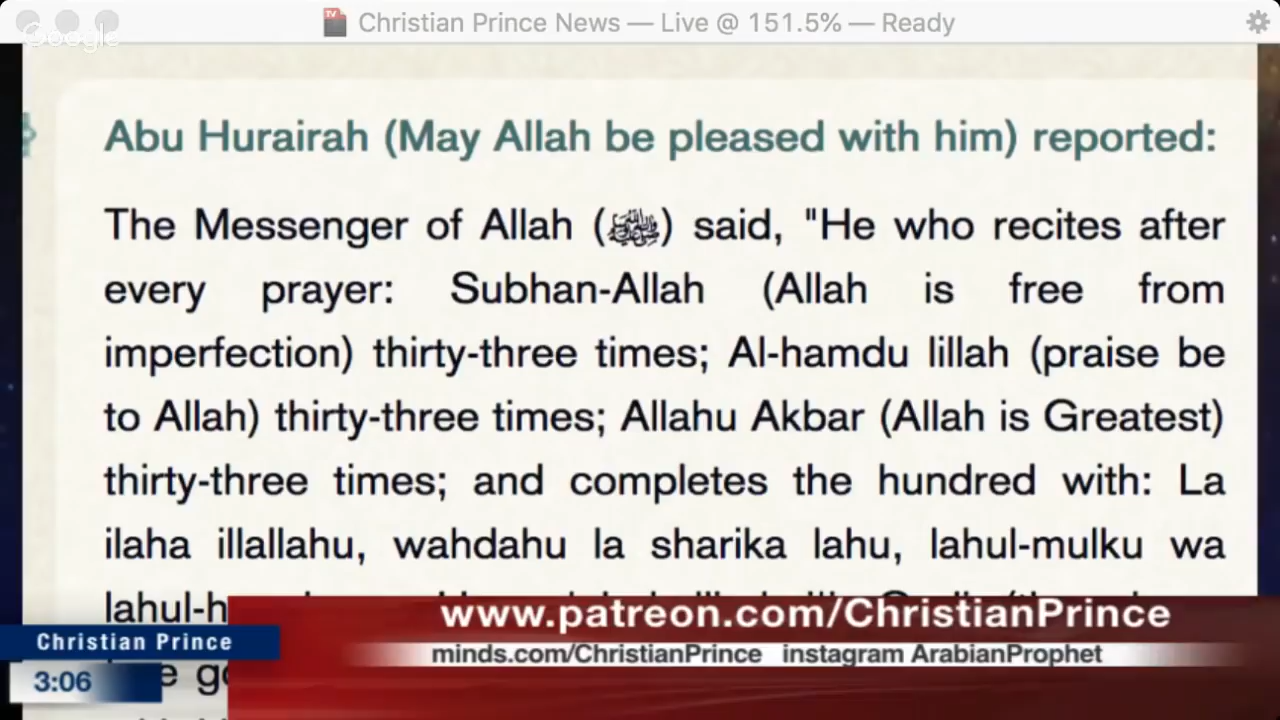 Christian Prince News — Live @ 151.5% — Ready
Google
Abu Hurairah (May Allah be pleased with him) reported:
The Messenger of Allah (ﷺ) said, "He who recites after
every prayer: Subhan-Allah (Allah is free from
imperfection) thirty-three times; Al-hamdu lillah (praise be
to Allah) thirty-three times; Allahu Akbar (Allah is Greatest)
thirty-three times; and completes the hundred with: La
ilaha illallahu, wahdahu la sharika lahu, lahul-mulku wa
lahul-h
www.patreon.com/ChristianPrince
Christian Prince
minds.com/ChristianPrince instagram ArabianProphet
3:06